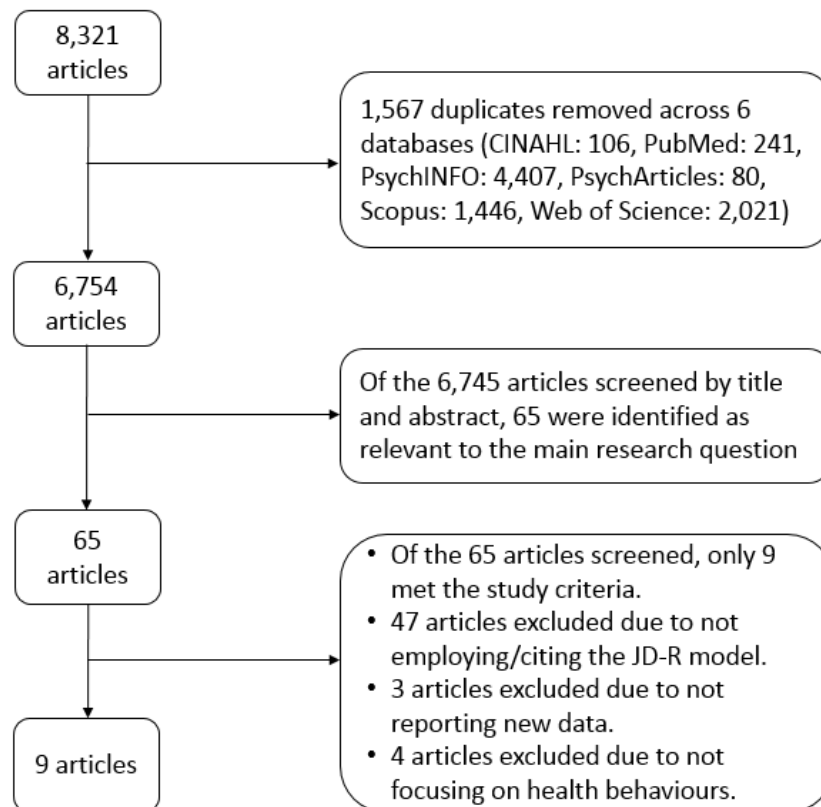 8,321
articles
1,567 duplicates removed across 6
databases (CINAHL: 106, PubMed: 241,
PsychINFO: 4,407, PsychArticles: 80,
Scopus: 1,446, Web of Science: 2,021)
6,754
articles
Of the 6,745 articles screened by title
and abstract, 65 were identified as
relevant to the main research question
65
articles
• Of the 65 articles screened, only 9
met the study criteria.
• 47 articles excluded due to not
employing/citing the JD-R model.
• 3 articles excluded due to not
reporting new data.
• 4 articles excluded due to not
focusing on health behaviours.
9 articles